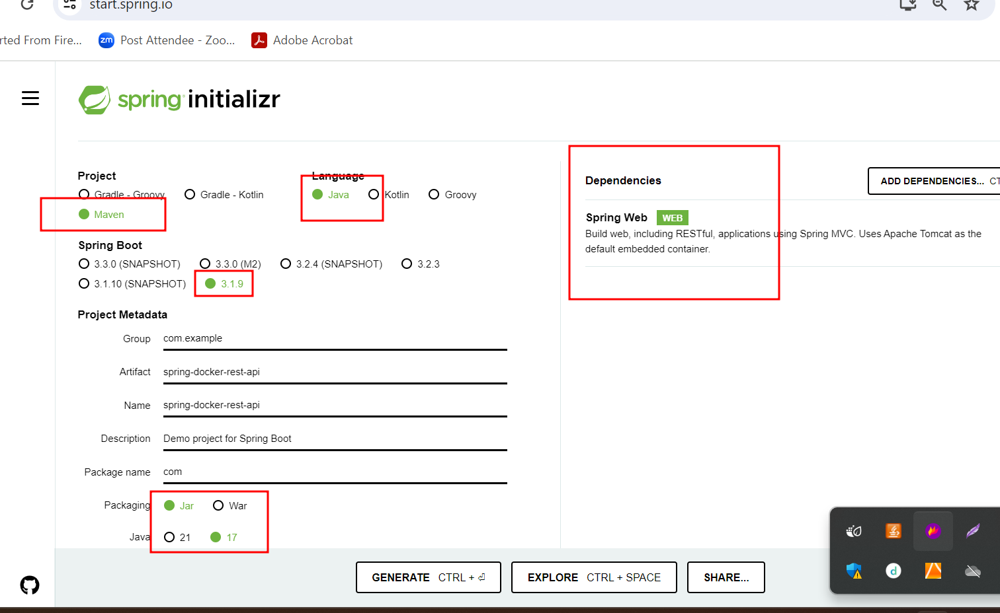 start.spring.io
rted From Fire...
zm Post Attendee - Zoo...
Adobe Acrobat
spring initializr
Project
Gradle - Groovy
Gradle - Kotlin
Maven
Language
Java
Kotlin
Groovy
Spring Boot
3.3.0 (SNAPSHOT)
3.3.0 (M2)
3.2.4 (SNAPSHOT)
3.2.3
3.1.10 (SNAPSHOT)
3.1.9
Project Metadata
Group com.example
Artifact spring-docker-rest-api
Name spring-docker-rest-api
Description Demo project for Spring Boot
Package name com
Packaging Jar War
Java 21 17
Dependencies
ADD DEPENDENCIES... CT
Spring Web WEB
Build web, including RESTful, applications using Spring MVC. Uses Apache Tomcat as the
default embedded container.
GENERATE CTRL + ⏎
EXPLORE CTRL + SPACE
SHARE...
d